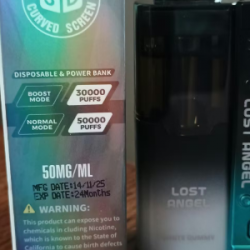 CURVED SCREEN
DISPOSABLE & POWER BANK
BOOST MODE 30000 PUFFS
NORMAL MODE 50000 PUFFS
50MG/ML
MFG DATE:14/11/25
EXP DATE:24Months
⚠ WARNING:
This product can expose you to
chemicals including Nicotine,
which is known to the State of
California to cause birth defects
LOST
ANGEL
LOST ANGEL